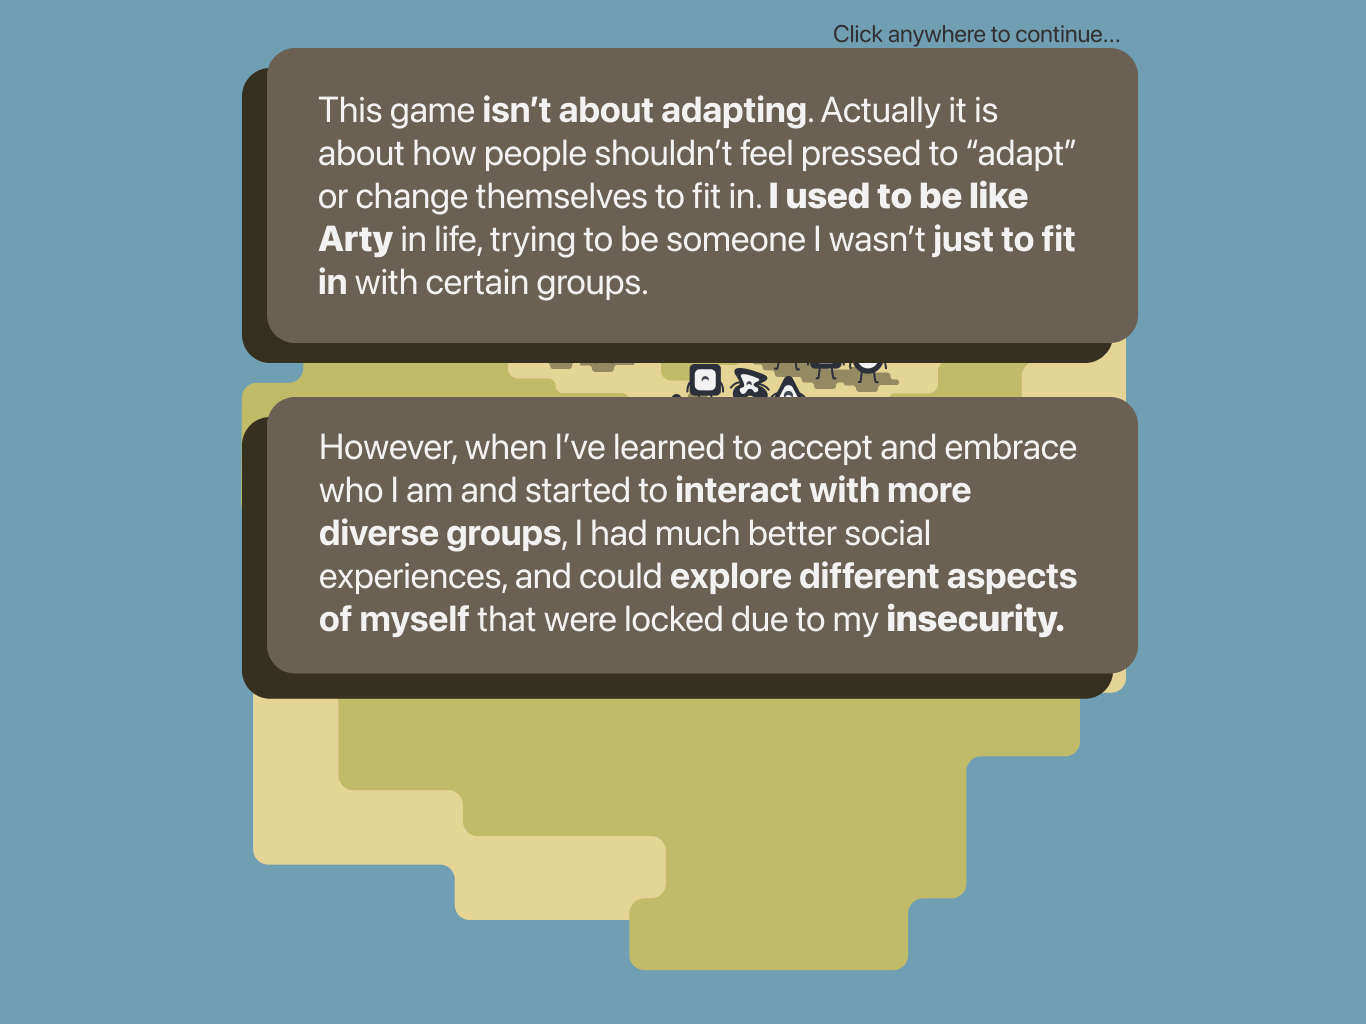 Click anywhere to continue...
This game isn’t about adapting. Actually it is
about how people shouldn’t feel pressed to “adapt”
or change themselves to fit in. I used to be like
Arty in life, trying to be someone I wasn’t just to fit
in with certain groups.
However, when I’ve learned to accept and embrace
who I am and started to interact with more
diverse groups, I had much better social
experiences, and could explore different aspects
of myself that were locked due to my insecurity.